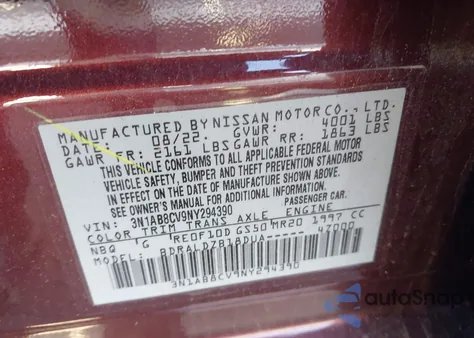 MANUFACTURED BY NISSAN MOTOR CO., LTD.
DATE: 08/22 GVWR: 4001 LBS
GAWR FR: 2161 LBS GAWR RR: 1863 LBS
THIS VEHICLE CONFORMS TO ALL APPLICABLE FEDERAL MOTOR
VEHICLE SAFETY, BUMPER, AND THEFT PREVENTION STANDARDS
IN EFFECT ON THE DATE OF MANUFACTURE SHOWN ABOVE.
SEE OWNER'S MANUAL PASSENGER CAR.
VIN: 3N1AB8CV9NY294390
COLOR TRIM TRANS AXLE ENGINE
NBQ G RE0F10D GS50 MR20 1997 CC
MODEL: BDRALDZB1BDUA----- 4Z000
3N1AB8CV9NY294390
autoSnap